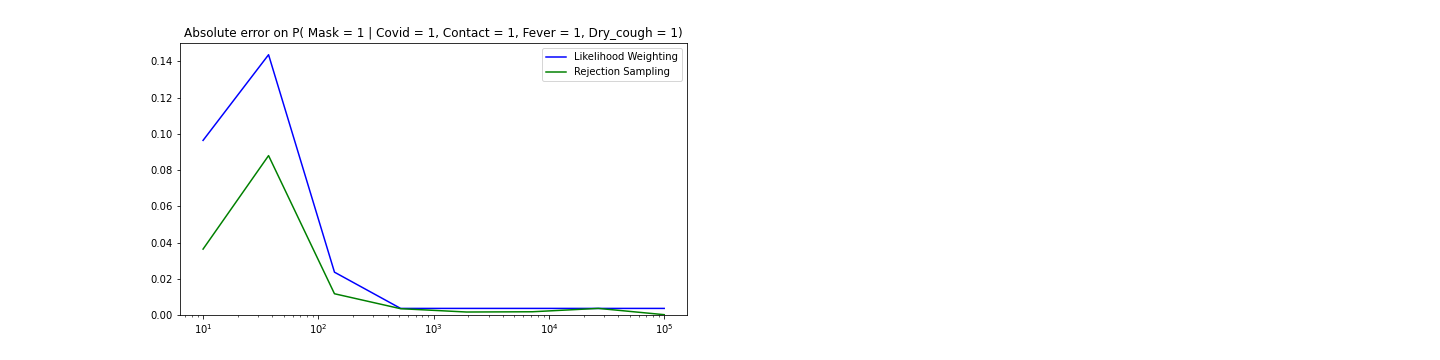 Absolute error on P( Mask = 1 | Covid = 1, Contact = 1, Fever = 1, Dry_cough = 1)
Likelihood Weighting
Rejection Sampling
0.14
0.12
0.10
0.08
0.06
0.04
0.02
0.00
10¹ 10² 10³ 10⁴ 10⁵